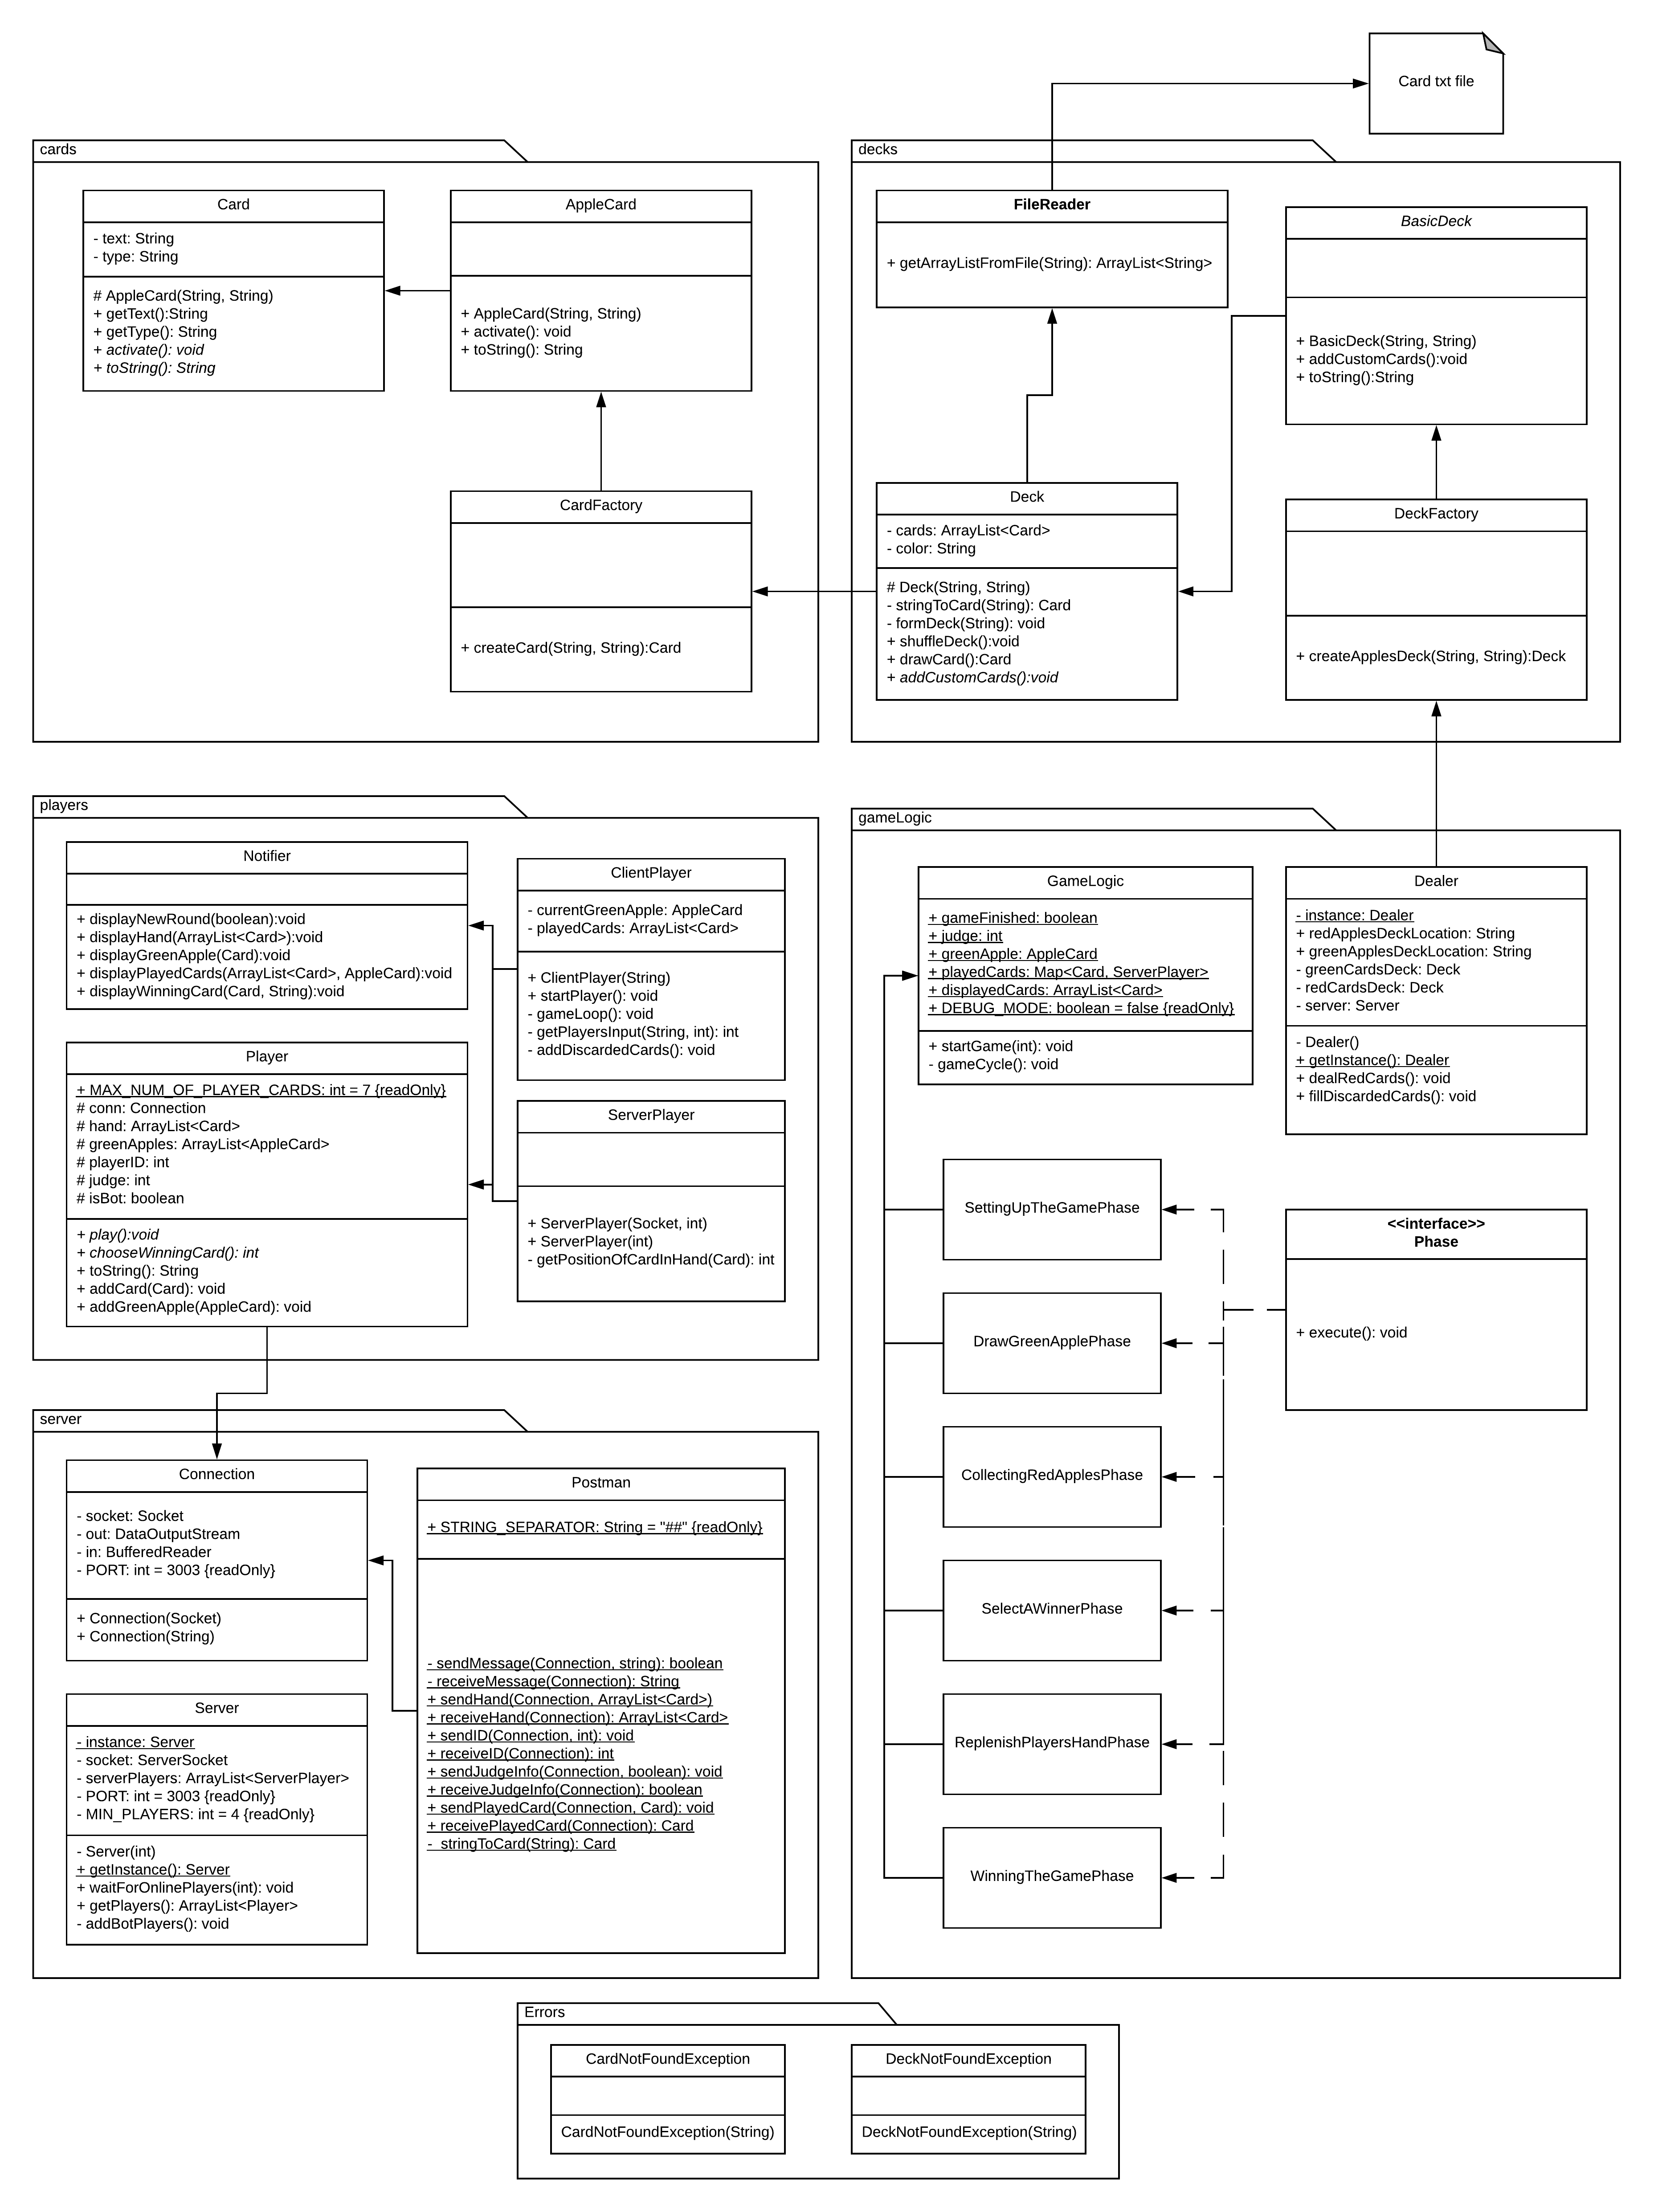 Card txt file
cards
Card
- text: String
- type: String
# AppleCard(String, String)
+ getText():String
+ getType(): String
+ activate(): void
+ toString(): String
AppleCard
+ AppleCard(String, String)
+ activate(): void
+ toString(): String
CardFactory
+ createCard(String, String):Card
decks
FileReader
+ getArrayListFromFile(String): ArrayList<String>
BasicDeck
+ BasicDeck(String, String)
+ addCustomCards():void
+ toString():String
Deck
- cards: ArrayList<Card>
- color: String
# Deck(String, String)
- stringToCard(String): Card
- formDeck(String): void
+ shuffleDeck():void
+ drawCard():Card
+ addCustomCards():void
DeckFactory
+ createApplesDeck(String, String):Deck
players
Notifier
+ displayNewRound(boolean):void
+ displayHand(ArrayList<Card>):void
+ displayGreenApple(Card):void
+ displayPlayedCards(ArrayList<Card>, AppleCard):void
+ displayWinningCard(Card, String):void
Player
+ MAX_NUM_OF_PLAYER_CARDS: int = 7 {readOnly}
# conn: Connection
# hand: ArrayList<Card>
# greenApples: ArrayList<AppleCard>
# playerID: int
# judge: int
# isBot: boolean
+ play():void
+ chooseWinningCard(): int
+ toString(): String
+ addCard(Card): void
+ addGreenApple(AppleCard): void
ClientPlayer
- currentGreenApple: AppleCard
- playedCards: ArrayList<Card>
+ ClientPlayer(String)
+ startPlayer(): void
- gameLoop(): void
- getPlayersInput(String, int): int
- addDiscardedCards(): void
ServerPlayer
+ ServerPlayer(Socket, int)
+ ServerPlayer(int)
- getPositionOfCardInHand(Card): int
gameLogic
GameLogic
+ gameFinished: boolean
+ judge: int
+ greenApple: AppleCard
+ playedCards: Map<Card, ServerPlayer>
+ displayedCards: ArrayList<Card>
+ DEBUG_MODE: boolean = false {readOnly}
+ startGame(int): void
- gameCycle(): void
Dealer
- instance: Dealer
+ redApplesDeckLocation: String
+ greenApplesDeckLocation: String
- greenCardsDeck: Deck
- redCardsDeck: Deck
- server: Server
- Dealer()
+ getInstance(): Dealer
+ dealRedCards(): void
+ fillDiscardedCards(): void
SettingUpTheGamePhase
DrawGreenApplePhase
CollectingRedApplesPhase
SelectAWinnerPhase
ReplenishPlayersHandPhase
WinningTheGamePhase
<<interface>>
Phase
+ execute(): void
server
Connection
- socket: Socket
- out: DataOutputStream
- in: BufferedReader
- PORT: int = 3003 {readOnly}
+ Connection(Socket)
+ Connection(String)
Server
- instance: Server
- socket: ServerSocket
- serverPlayers: ArrayList<ServerPlayer>
- PORT: int = 3003 {readOnly}
- MIN_PLAYERS: int = 4 {readOnly}
- Server(int)
+ getInstance(): Server
+ waitForOnlinePlayers(int): void
+ getPlayers(): ArrayList<Player>
- addBotPlayers(): void
Postman
+ STRING_SEPARATOR: String = "##" {readOnly}
- sendMessage(Connection, string): boolean
- receiveMessage(Connection): String
+ sendHand(Connection, ArrayList<Card>)
+ receiveHand(Connection): ArrayList<Card>
+ sendID(Connection, int): void
+ receiveID(Connection): int
+ sendJudgeInfo(Connection, boolean): void
+ receiveJudgeInfo(Connection): boolean
+ sendPlayedCard(Connection, Card): void
+ receivePlayedCard(Connection): Card
- stringToCard(String): Card
Errors
CardNotFoundException
CardNotFoundException(String)
DeckNotFoundException
DeckNotFoundException(String)